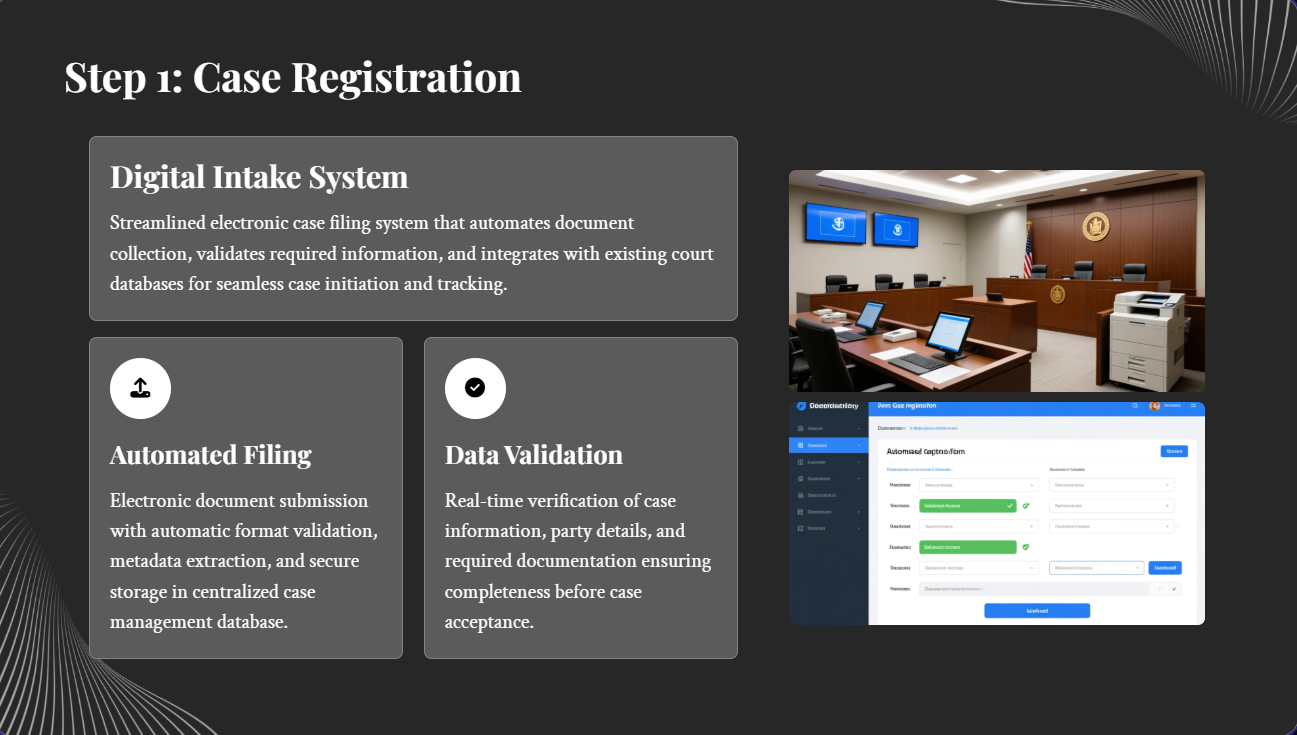 Step 1: Case Registration
Digital Intake System
Streamlined electronic case filing system that automates document
collection, validates required information, and integrates with existing court
databases for seamless case initiation and tracking.
Automated Filing
Electronic document submission
with automatic format validation,
metadata extraction, and secure
storage in centralized case
management database.
Data Validation
Real-time verification of case
information, party details, and
required documentation ensuring
completeness before case
acceptance.